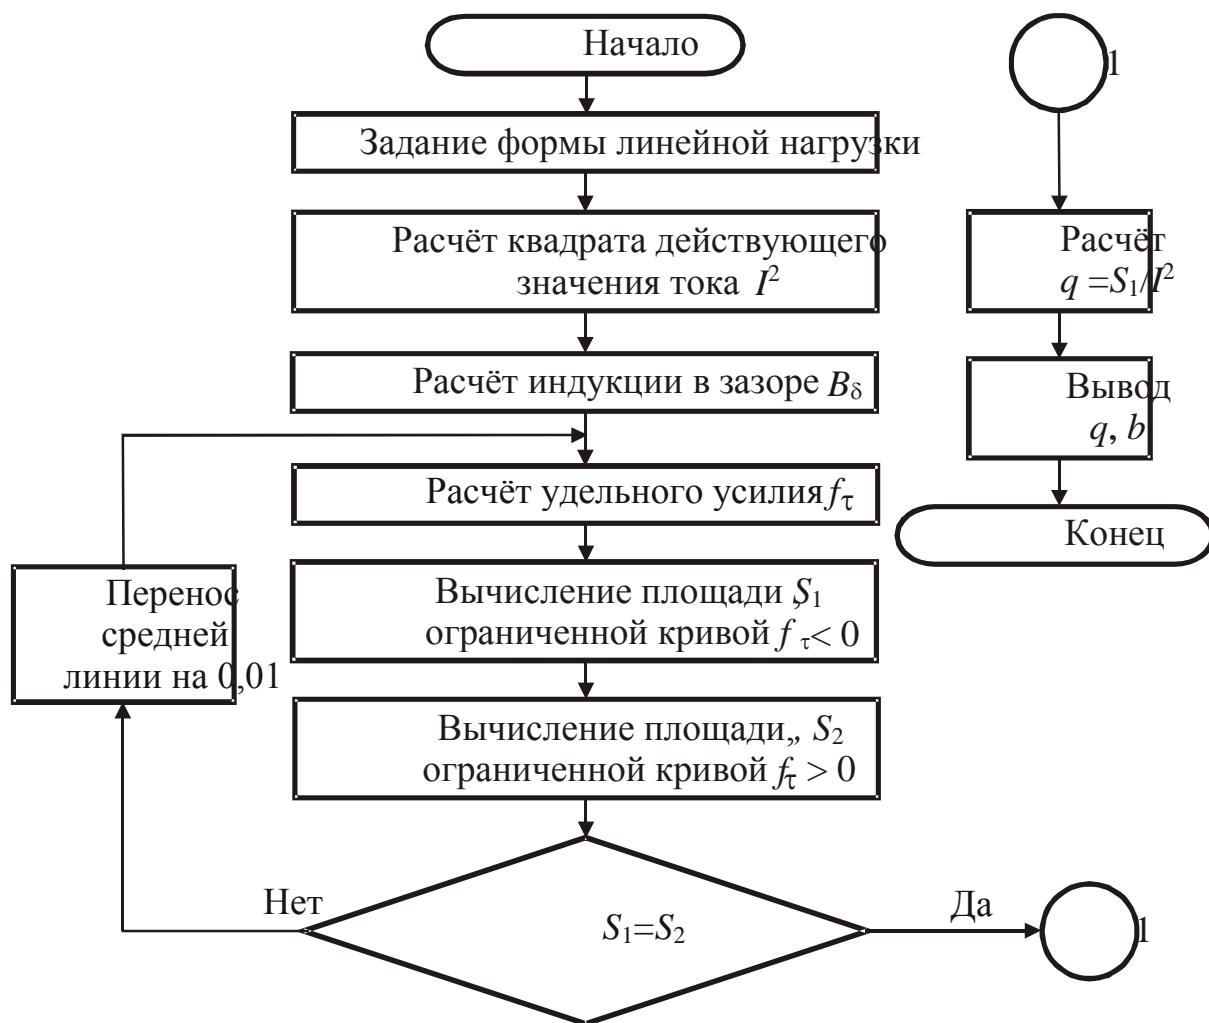 Начало
Задание формы линейной нагрузки
Расчёт квадрата действующего
значения тока I²
Расчёт индукции в зазоре Bδ
Расчёт удельного усилия fτ
Вычисление площади S₁,
ограниченной кривой f τ< 0
Вычисление площади,, S₂
ограниченной кривой fτ > 0
S₁=S₂
Нет
Да
1
Перенос
средней
линии на 0,01
1
Расчёт
q =S₁/I²
Вывод
q, b
Конец